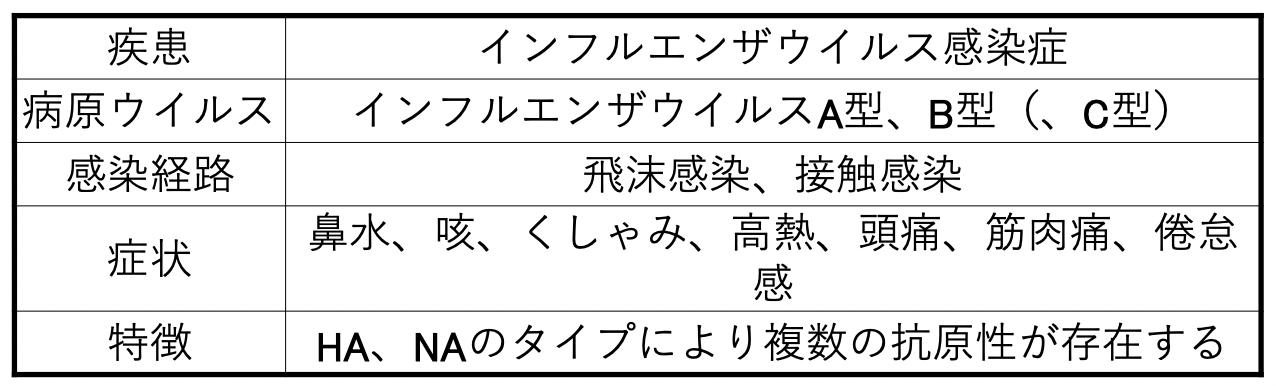 疾患 インフルエンザウイルス感染症
病原ウイルス インフルエンザウイルスA型、B型（、C型）
感染経路 飛沫感染、接触感染
症状 鼻水、咳、くしゃみ、高熱、頭痛、筋肉痛、倦怠
感
特徴 HA、NAのタイプにより複数の抗原性が存在する